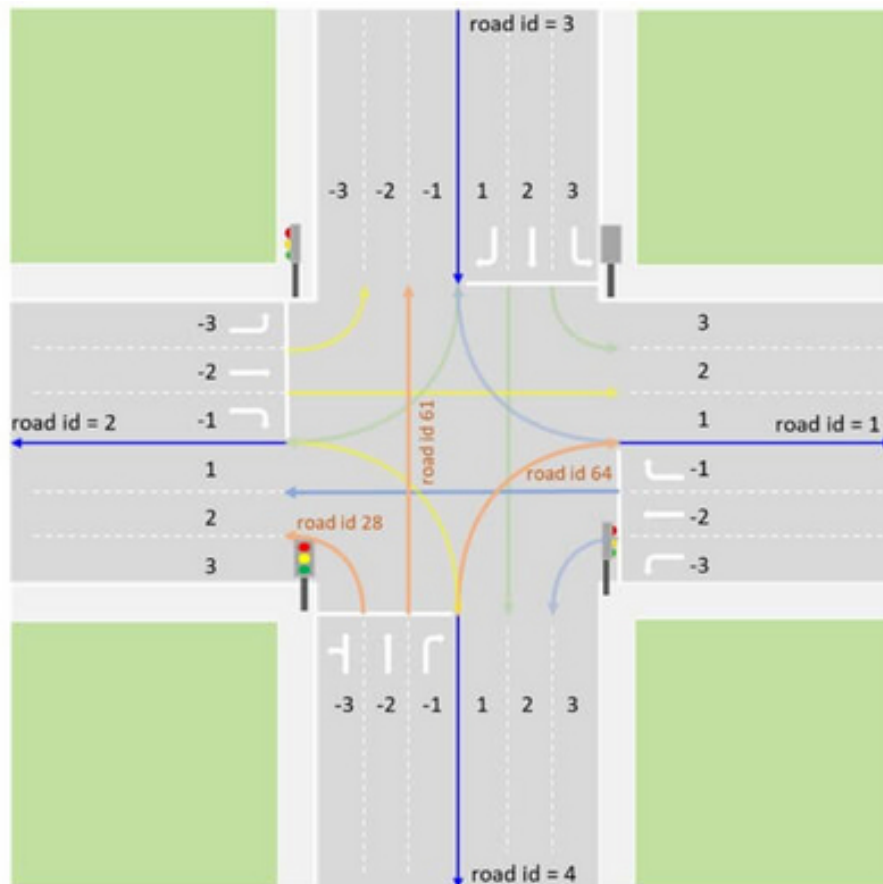 road id = 3
-3 -2 -1 1 2 3
-3 3
-2 2
-1 1
road id = 2 road id = 1
road id 61
1 -1
road id 64
2 -2
road id 28
3 -3
-3 -2 -1 1 2 3
road id = 4